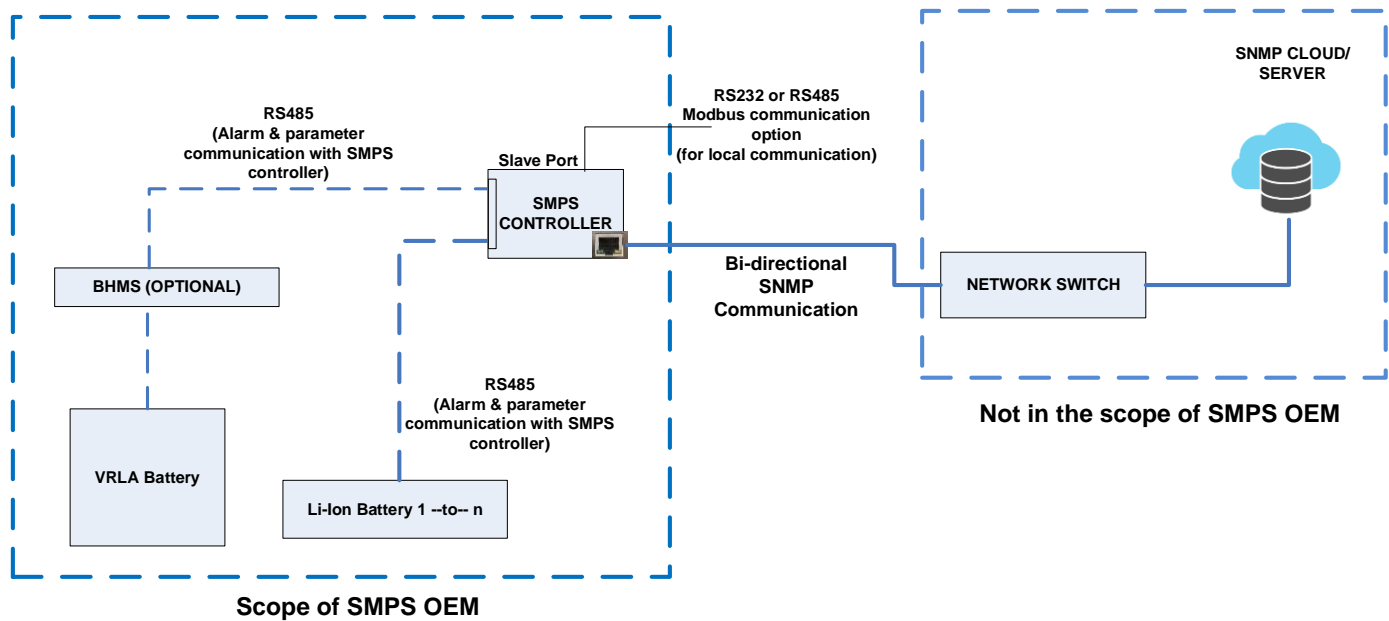 SNMP CLOUD/
SERVER
RS232 or RS485
Modbus communication
option
(for local communication)
RS485
(Alarm & parameter
communication with SMPS
controller)
Slave Port
SMPS
CONTROLLER
Bi-directional
SNMP
Communication
NETWORK SWITCH
BHMS (OPTIONAL)
RS485
(Alarm & parameter
communication with SMPS
controller)
Not in the scope of SMPS OEM
VRLA Battery
Li-Ion Battery 1 --to-- n
Scope of SMPS OEM